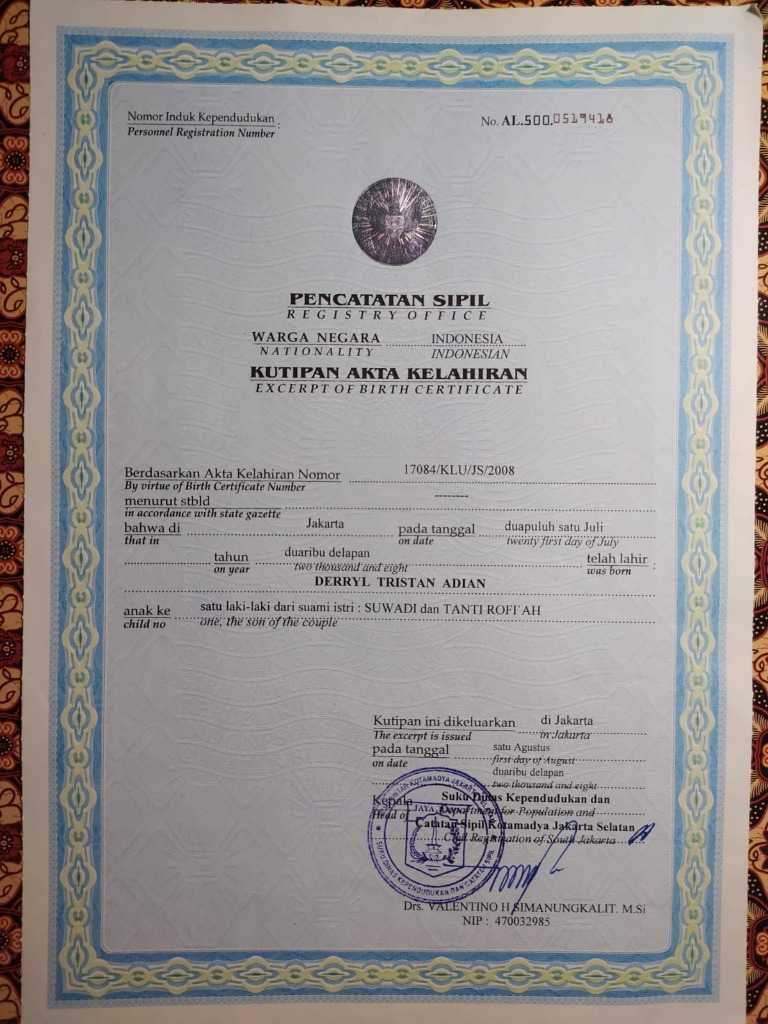 Nomor Induk Kependudukan :
Personnel Registration Number
No. AL.500.0519418
PENCATATAN SIPIL
REGISTRY OFFICE
WARGA NEGARA INDONESIA
NATIONALITY INDONESIAN
KUTIPAN AKTA KELAHIRAN
EXCERPT OF BIRTH CERTIFICATE
Berdasarkan Akta Kelahiran Nomor 17084/KLU/JS/2008
By virtue of Birth Certificate Number
menurut stbld --------
in accordance with state gazette
bahwa di Jakarta pada tanggal duapuluh satu Juli
that in on date twenty first day of July
tahun duaribu delapan telah lahir :
on year two thousand and eight was born
DERRYL TRISTAN ADIAN
anak ke satu laki-laki dari suami istri : SUWADI dan TANTI ROFI`AH
child no one, the son of the couple
Kutipan ini dikeluarkan di Jakarta
The excerpt is issued in Jakarta
pada tanggal satu Agustus
on date first day of August
duaribu delapan
two thousand and eight
Kepala Suku Dinas Kependudukan dan
Head of Department for Population and
Catatan Sipil Kotamadya Jakarta Selatan
Civil Registration of South Jakarta
JAYA
SUKU DINAS KEPENDUDUKAN DAN CATATAN SIPIL
Drs. VALENTINO H SIMANUNGKALIT. M.Si
NIP : 470032985